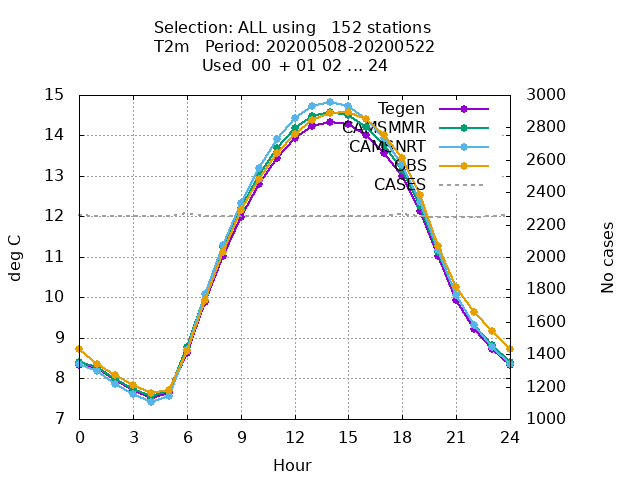 Selection: ALL using 152 stations
T2m Period: 20200508-20200522
Used 00 + 01 02 ... 24
15 3000
Tegen
14 2800
CAMSMMR
CAMSNRT
2600
OBS
13
CASES
2400
12 2200
11 2000
10 1800
9 1600
8 1400
1200
7 1000
0 3 6 9 12 15 18 21 24
deg C
No cases
Hour